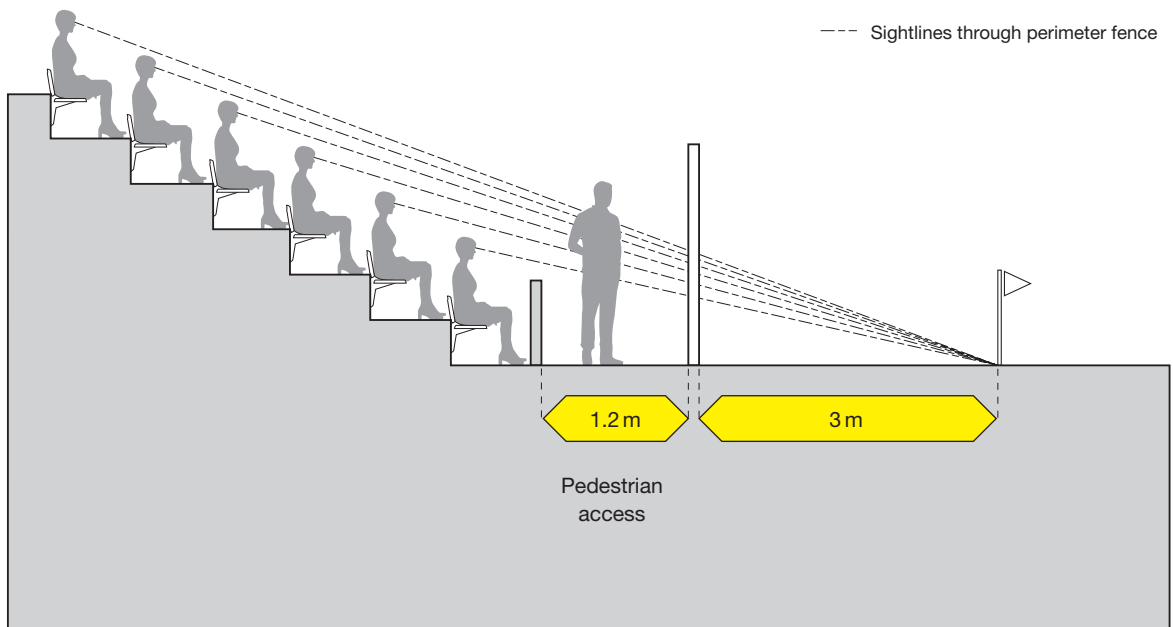 Sightlines through perimeter fence
1.2 m
3 m
Pedestrian
access